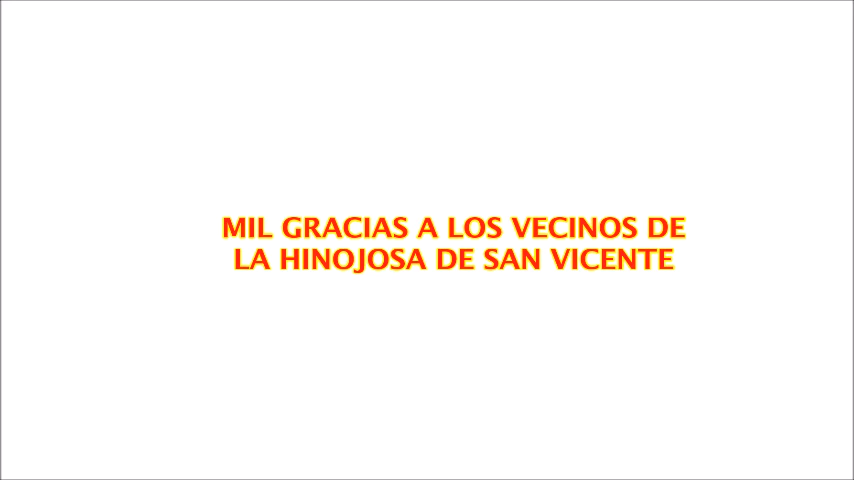 MIL GRACIAS A LOS VECINOS DE
LA HINOJOSA DE SAN VICENTE